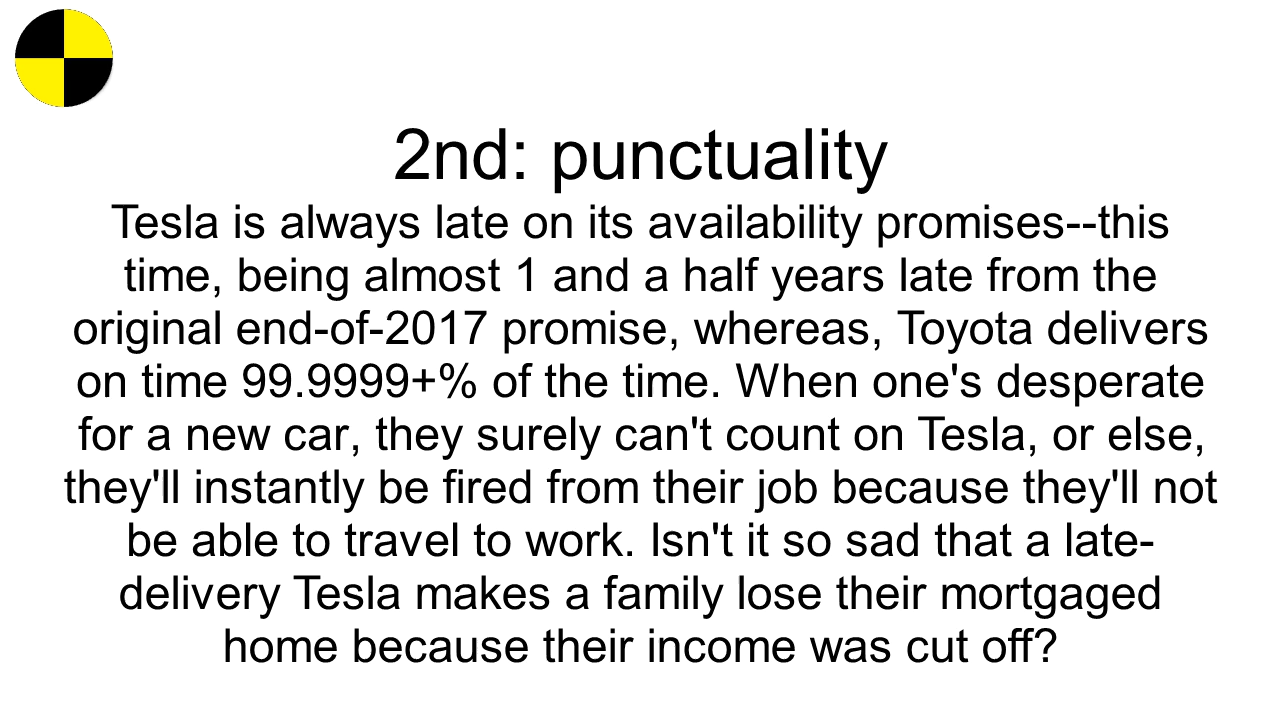 2nd: punctuality
Tesla is always late on its availability promises--this
time, being almost 1 and a half years late from the
original end-of-2017 promise, whereas, Toyota delivers
on time 99.9999+% of the time. When one's desperate
for a new car, they surely can't count on Tesla, or else,
they'll instantly be fired from their job because they'll not
be able to travel to work. Isn't it so sad that a late-
delivery Tesla makes a family lose their mortgaged
home because their income was cut off?